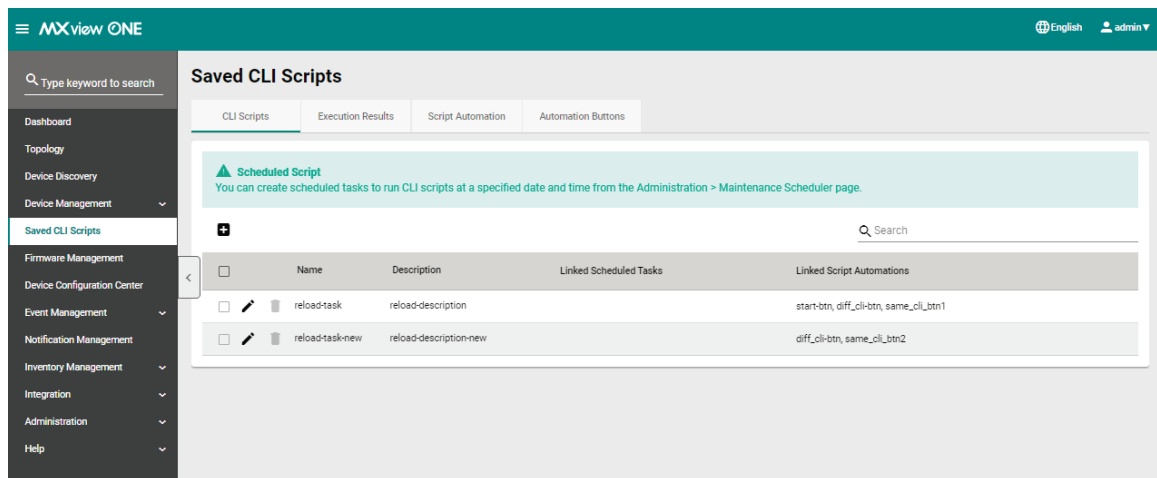 MXview ONE
English
admin
Type keyword to search
Dashboard
Topology
Device Discovery
Device Management
Saved CLI Scripts
Firmware Management
Device Configuration Center
Event Management
Notification Management
Inventory Management
Integration
Administration
Help
Saved CLI Scripts
CLI Scripts Execution Results Script Automation Automation Buttons
Scheduled Script
You can create scheduled tasks to run CLI scripts at a specified date and time from the Administration > Maintenance Scheduler page.
Search
Name Description Linked Scheduled Tasks Linked Script Automations
reload-task reload-description start-btn, diff_cli-btn, same_cli_btn1
reload-task-new reload-description-new diff_cli-btn, same_cli_btn2